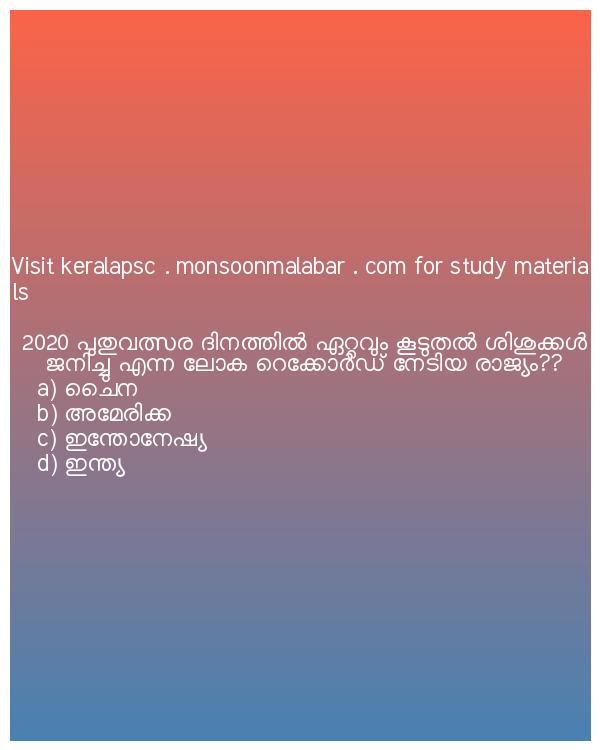 Visit keralapsc . monsoonmalabar . com for study materia
ls
2020 പുതുവത്സര ദിനത്തിൽ ഏറ്റവും കൂടുതൽ ശിശുക്കൾ
ജനിച്ചു എന്ന ലോക റെക്കോർഡ് നേടിയ രാജ്യം??
a) ചൈന
b) അമേരിക്ക
c) ഇന്തോനേഷ്യ
d) ഇന്ത്യ